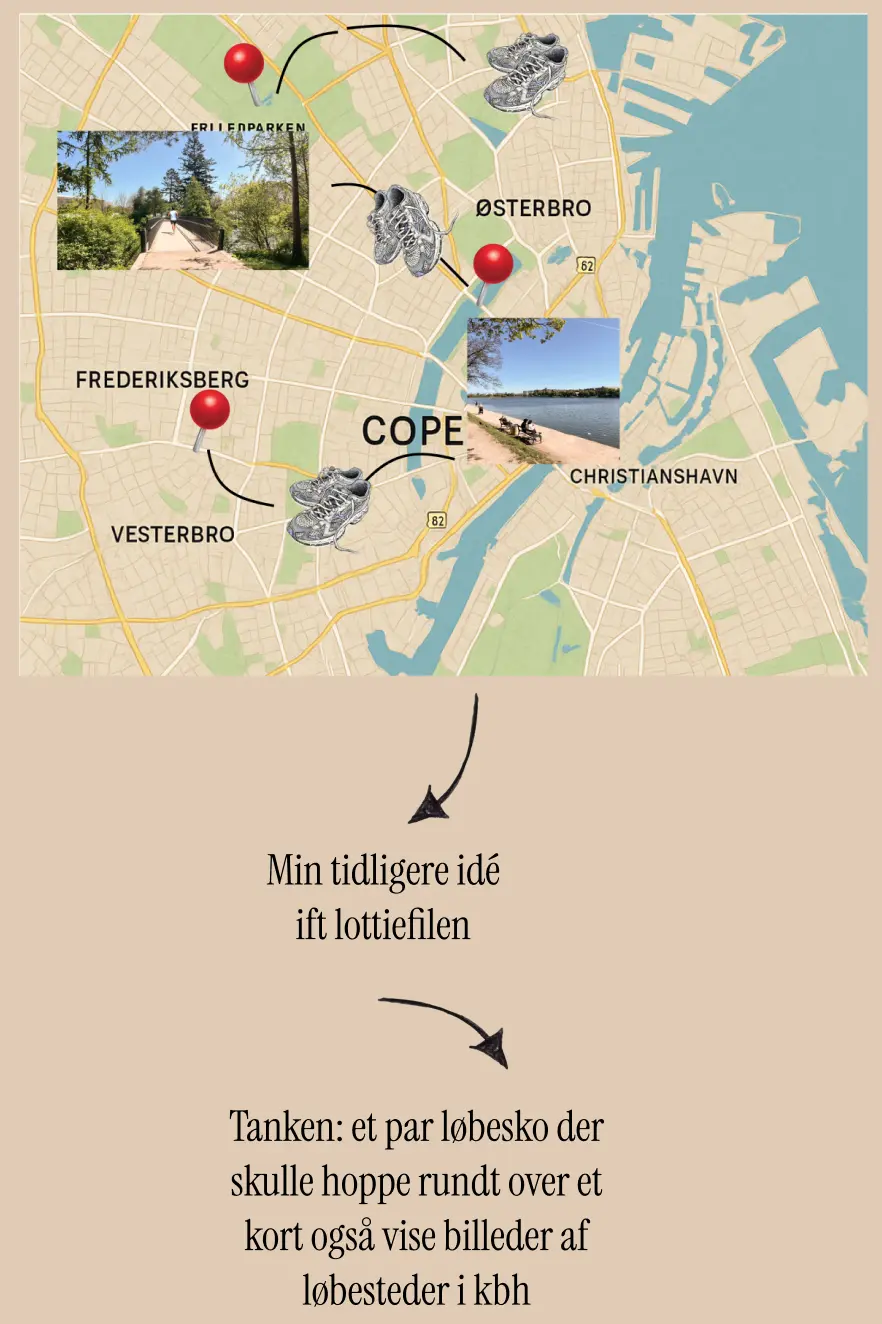 ØSTERBRO
62
FREDERIKSBERG
COPE
CHRISTIANSHAVN
82
VESTERBRO
Min tidligere idé
ift lottiefilen
Tanken: et par løbesko der
skulle hoppe rundt over et
kort også vise billeder af
løbesteder i kbh